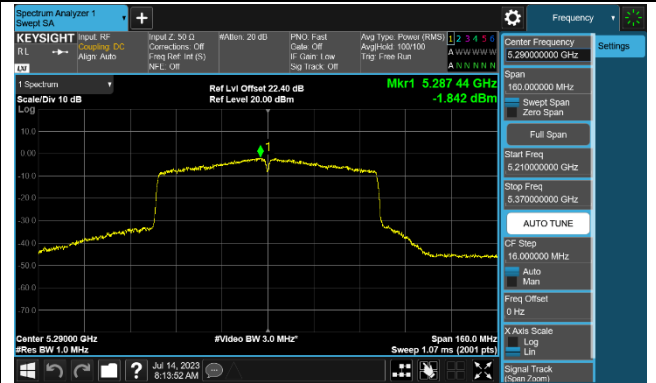 Spectrum Analyzer 1
Swept SA
Frequency
KEYSIGHT
RL
LXI
Input: RF
Coupling: DC
Align: Auto
Input Z: 50 Ω
Corrections: Off
Freq Ref: Int (S)
NFE: Off
#Atten: 20 dB
PNO: Fast
Gate: Off
IF Gain: Low
Sig Track: Off
Avg Type: Power (RMS)
Avg|Hold: 100/100
Trig: Free Run
1 2 3 4 5 6
A W W W W W
A N N N N N
1 Spectrum
Scale/Div 10 dB
Log
Ref Lvl Offset 22.40 dB
Ref Level 20.00 dBm
Mkr1 5.287 44 GHz
-1.842 dBm
1
10.0
0.00
-10.0
-20.0
-30.0
-40.0
-50.0
-60.0
-70.0
Center 5.29000 GHz
#Res BW 1.0 MHz
#Video BW 3.0 MHz*
Span 160.0 MHz
Sweep 1.07 ms (2001 pts)
Jul 14, 2023
8:13:52 AM
Center Frequency
5.290000000 GHz
Settings
Span
160.000000 MHz
Swept Span
Zero Span
Full Span
Start Freq
5.210000000 GHz
Stop Freq
5.370000000 GHz
AUTO TUNE
CF Step
16.000000 MHz
Auto
Man
Freq Offset
0 Hz
X Axis Scale
Log
Lin
Signal Track
(Span Zoom)